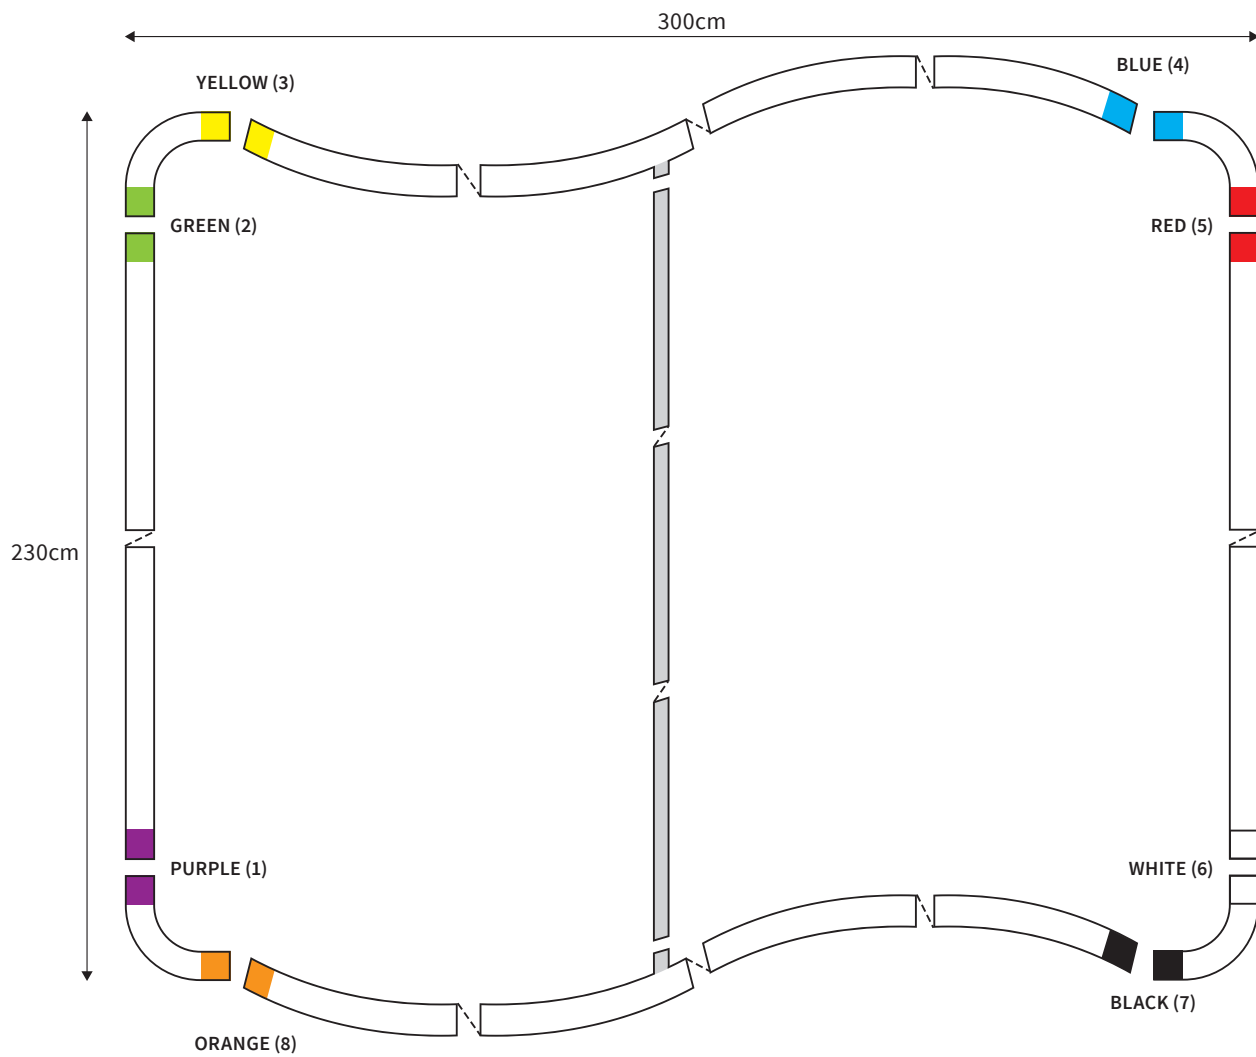 300cm
BLUE (4)
YELLOW (3)
GREEN (2)
RED (5)
230cm
PURPLE (1)
WHITE (6)
BLACK (7)
ORANGE (8)